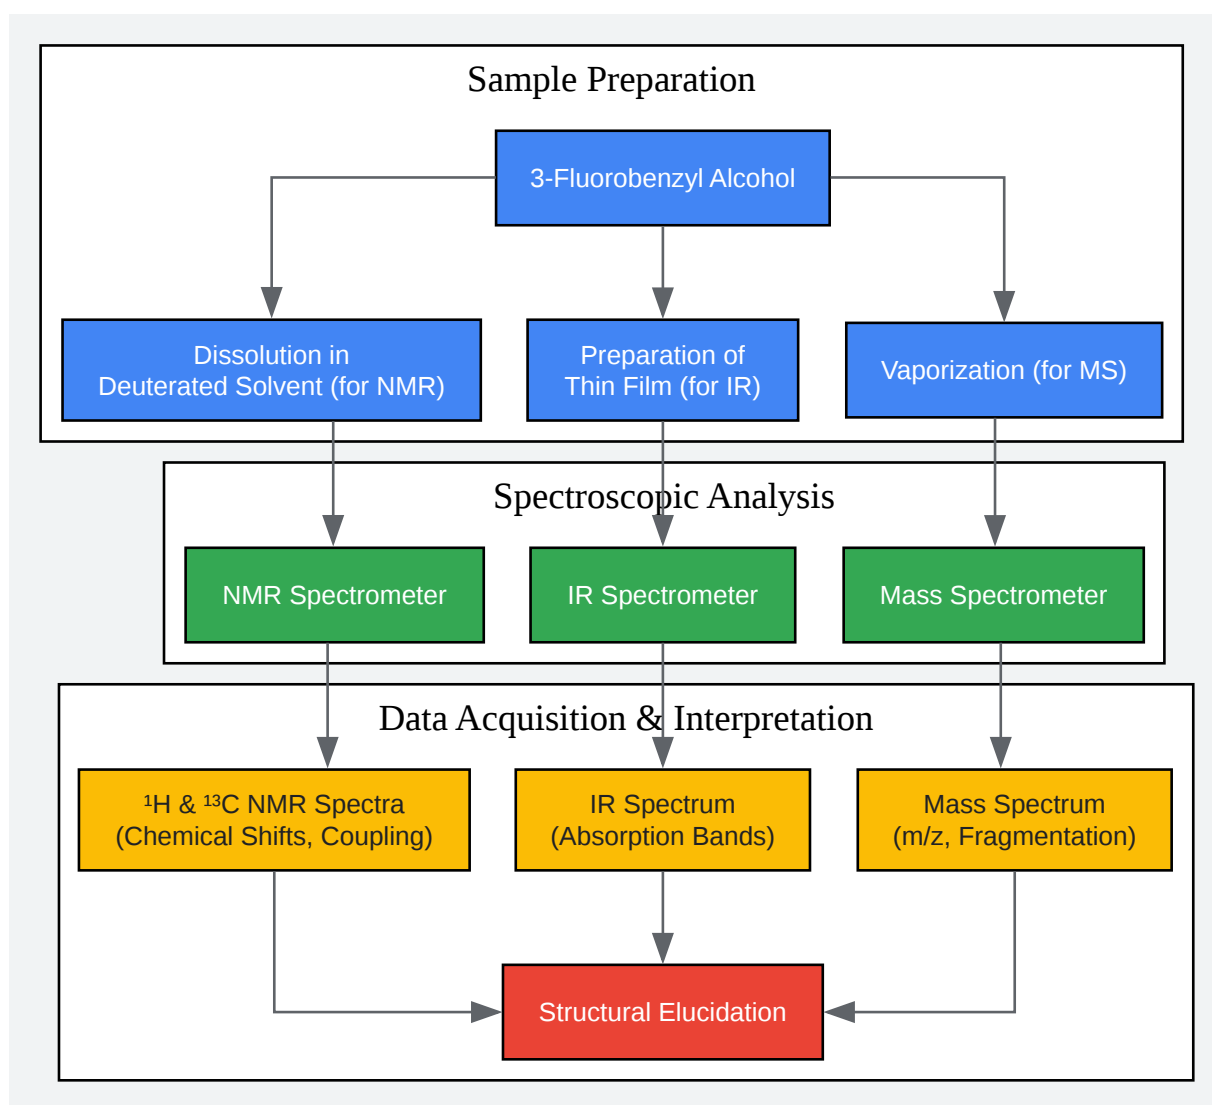 Sample Preparation
3-Fluorobenzyl Alcohol
Dissolution in
Deuterated Solvent (for NMR)
Preparation of
Thin Film (for IR)
Vaporization (for MS)
Spectroscopic Analysis
NMR Spectrometer
IR Spectrometer
Mass Spectrometer
Data Acquisition & Interpretation
¹H & ¹³C NMR Spectra
(Chemical Shifts, Coupling)
IR Spectrum
(Absorption Bands)
Mass Spectrum
(m/z, Fragmentation)
Structural Elucidation